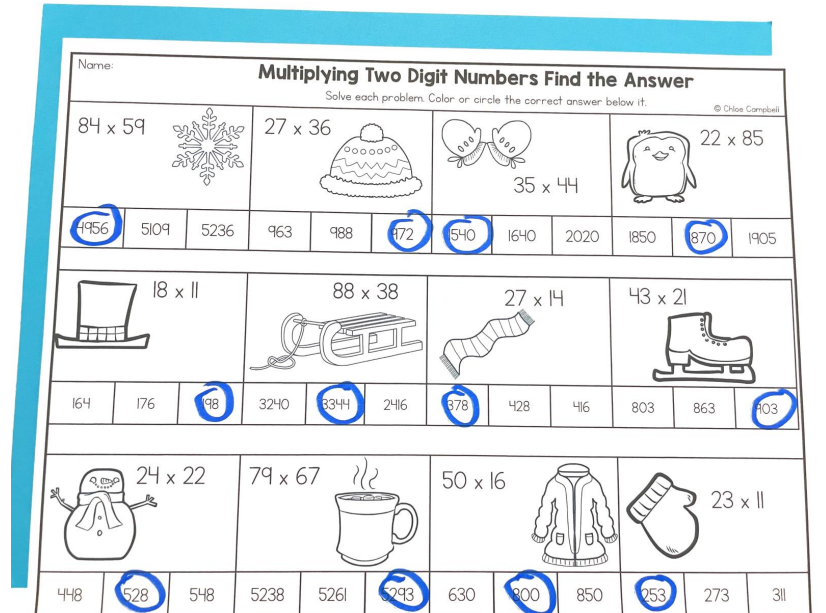 Name:
Multiplying Two Digit Numbers Find the Answer
Solve each problem. Color or circle the correct answer below it.
© Chloe Campbell
84 x 59
27 x 36
35 x 44
22 x 85
4956 5109 5236 963 988 972 1540 1640 2020 1850 1870 1905
18 x 11
88 x 38
27 x 14
43 x 21
164 176 198 3240 3344 2416 378 428 416 803 863 903
24 x 22
79 x 67
50 x 16
23 x 11
448 528 548 5238 5261 5293 630 800 850 253 273 311